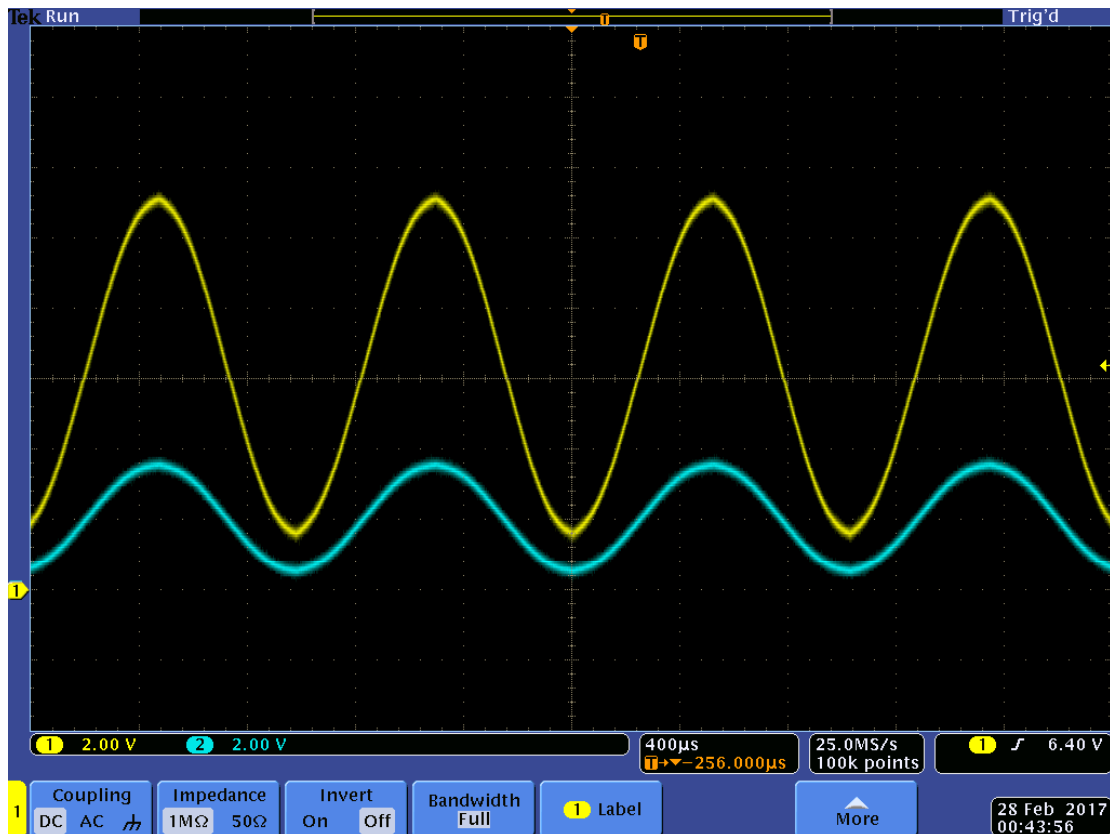 Tek Run Trig'd
T
T
1
1 2.00 V 2 2.00 V 400µs 25.0MS/s 1 ƒ 6.40 V
T→▼−256.000µs 100k points
1 Coupling Impedance Invert Bandwidth 1 Label More
DC AC 1MΩ 50Ω On Off Full
28 Feb 2017
00:43:56